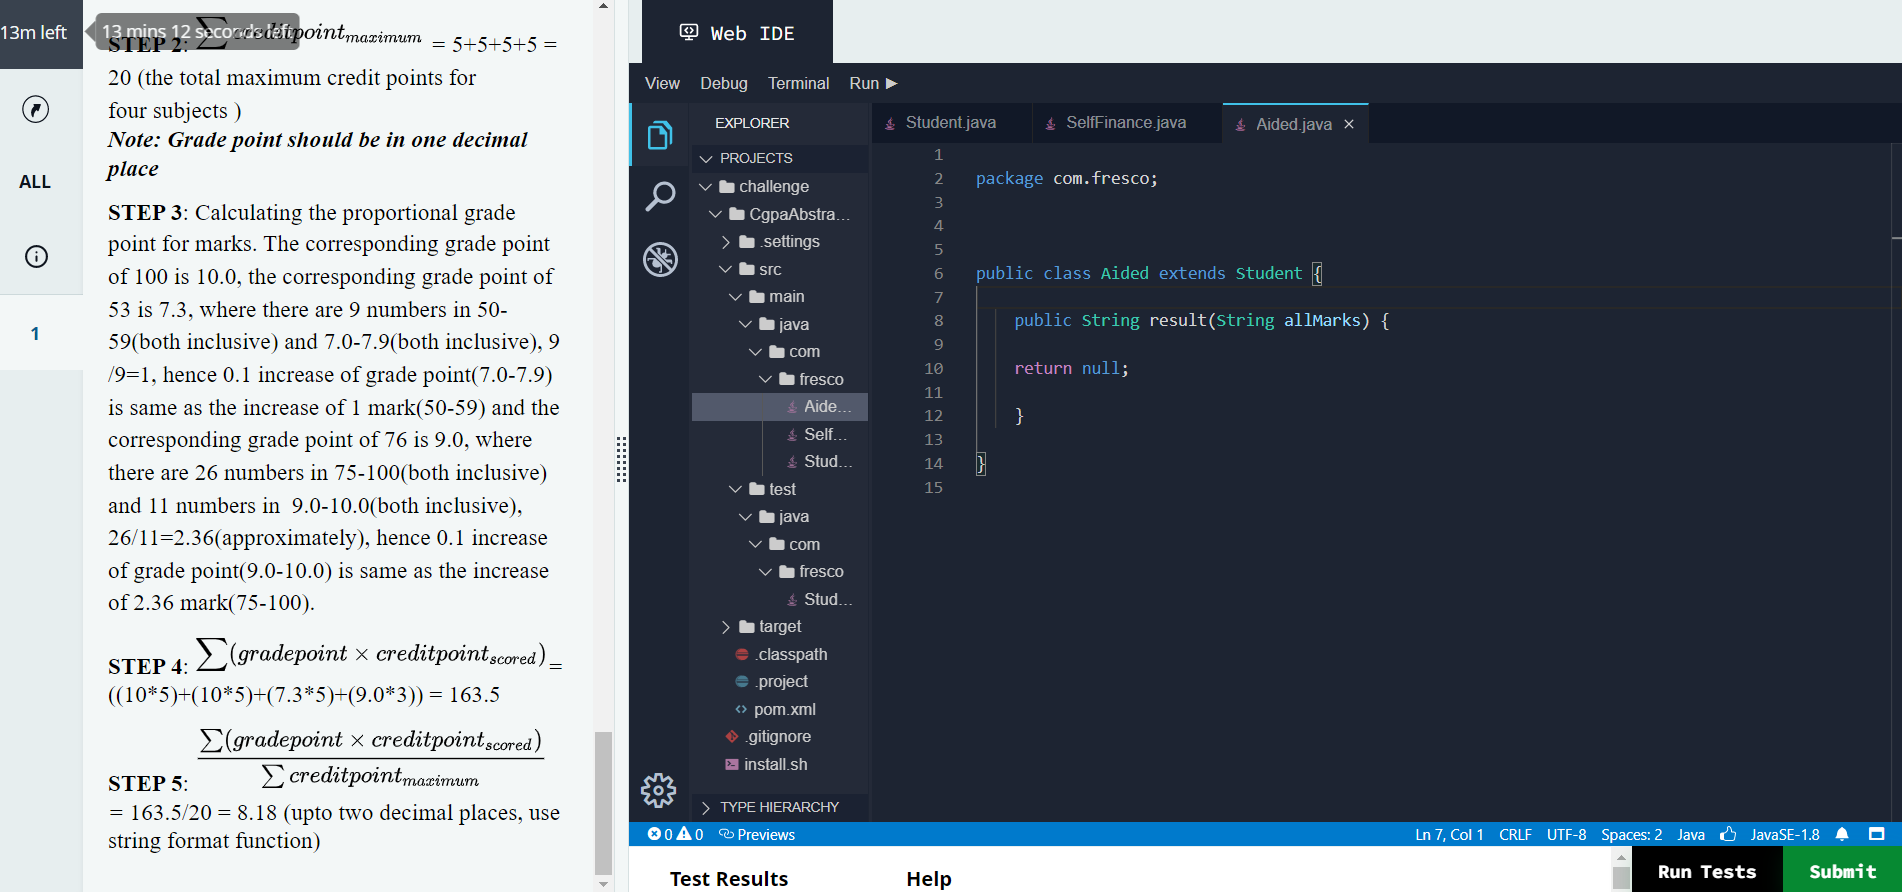 13m left
13 mins 12 seconds left
ALL
1
STEP 2: ∑ creditpoint maximum = 5+5+5+5 =
20 (the total maximum credit points for
four subjects )
Note: Grade point should be in one decimal
place
STEP 3: Calculating the proportional grade
point for marks. The corresponding grade point
of 100 is 10.0, the corresponding grade point of
53 is 7.3, where there are 9 numbers in 50-
59(both inclusive) and 7.0-7.9(both inclusive), 9
/9=1, hence 0.1 increase of grade point(7.0-7.9)
is same as the increase of 1 mark(50-59) and the
corresponding grade point of 76 is 9.0, where
there are 26 numbers in 75-100(both inclusive)
and 11 numbers in 9.0-10.0(both inclusive),
26/11=2.36(approximately), hence 0.1 increase
of grade point(9.0-10.0) is same as the increase
of 2.36 mark(75-100).
STEP 4: ∑(gradepoint × creditpoint scored) =
((10*5)+(10*5)+(7.3*5)+(9.0*3)) = 163.5
∑(gradepoint × creditpoint scored)
STEP 5: ∑ creditpoint maximum
= 163.5/20 = 8.18 (upto two decimal places, use
string format function)
Web IDE
View Debug Terminal Run ▶
EXPLORER
PROJECTS
challenge
CgpaAbstra...
.settings
src
main
java
com
fresco
Aide...
Self...
Stud...
test
java
com
fresco
Stud...
target
.classpath
.project
pom.xml
.gitignore
install.sh
TYPE HIERARCHY
Student.java SelfFinance.java Aided.java ×
1
2 package com.fresco;
3
4
5
6 public class Aided extends Student {
7
8 public String result(String allMarks) {
9
10 return null;
11
12 }
13
14 }
15
0 0 Previews Ln 7, Col 1 CRLF UTF-8 Spaces: 2 Java JavaSE-1.8
Test Results Help Run Tests Submit